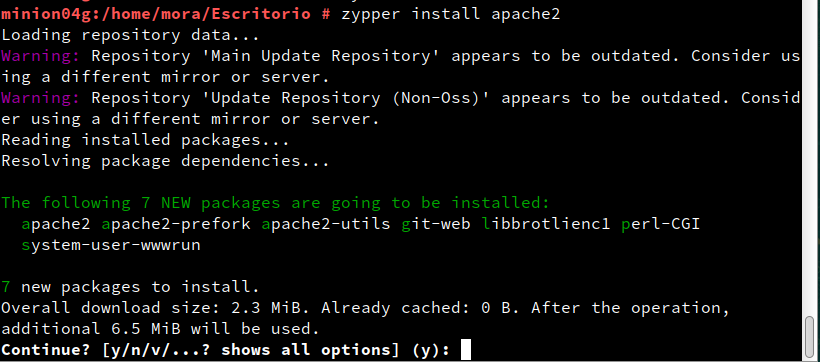 minion04g:/home/mora/Escritorio # zypper install apache2
Loading repository data...
Warning: Repository 'Main Update Repository' appears to be outdated. Consider us
ing a different mirror or server.
Warning: Repository 'Update Repository (Non-Oss)' appears to be outdated. Consid
er using a different mirror or server.
Reading installed packages...
Resolving package dependencies...
The following 7 NEW packages are going to be installed:
apache2 apache2-prefork apache2-utils git-web libbrotlienc1 perl-CGI
system-user-wwwrun
7 new packages to install.
Overall download size: 2.3 MiB. Already cached: 0 B. After the operation,
additional 6.5 MiB will be used.
Continue? [y/n/v/...? shows all options] (y):